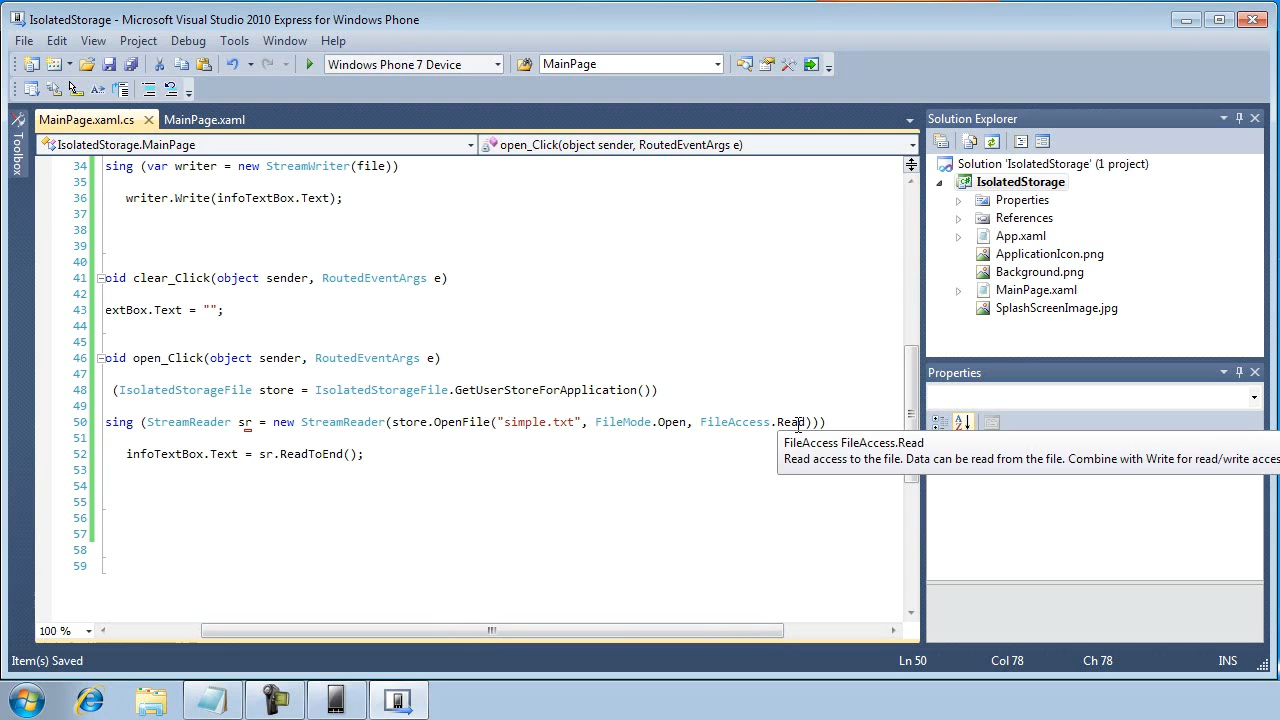 IsolatedStorage - Microsoft Visual Studio 2010 Express for Windows Phone
File Edit View Project Debug Tools Window Help
Windows Phone 7 Device MainPage
MainPage.xaml.cs MainPage.xaml
IsolatedStorage.MainPage open_Click(object sender, RoutedEventArgs e)
Toolbox
34 sing (var writer = new StreamWriter(file))
35
36 writer.Write(infoTextBox.Text);
37
38
39
40
41 oid clear_Click(object sender, RoutedEventArgs e)
42
43 extBox.Text = "";
44
45
46 oid open_Click(object sender, RoutedEventArgs e)
47
48 (IsolatedStorageFile store = IsolatedStorageFile.GetUserStoreForApplication())
49
50 sing (StreamReader sr = new StreamReader(store.OpenFile("simple.txt", FileMode.Open, FileAccess.Read)))
51
52 infoTextBox.Text = sr.ReadToEnd();
53
54
55
56
57
58
59
FileAccess FileAccess.Read
Read access to the file. Data can be read from the file. Combine with Write for read/write acces
100 %
Solution Explorer
Solution 'IsolatedStorage' (1 project)
IsolatedStorage
Properties
References
App.xaml
ApplicationIcon.png
Background.png
MainPage.xaml
SplashScreenImage.jpg
Properties
Item(s) Saved Ln 50 Col 78 Ch 78 INS